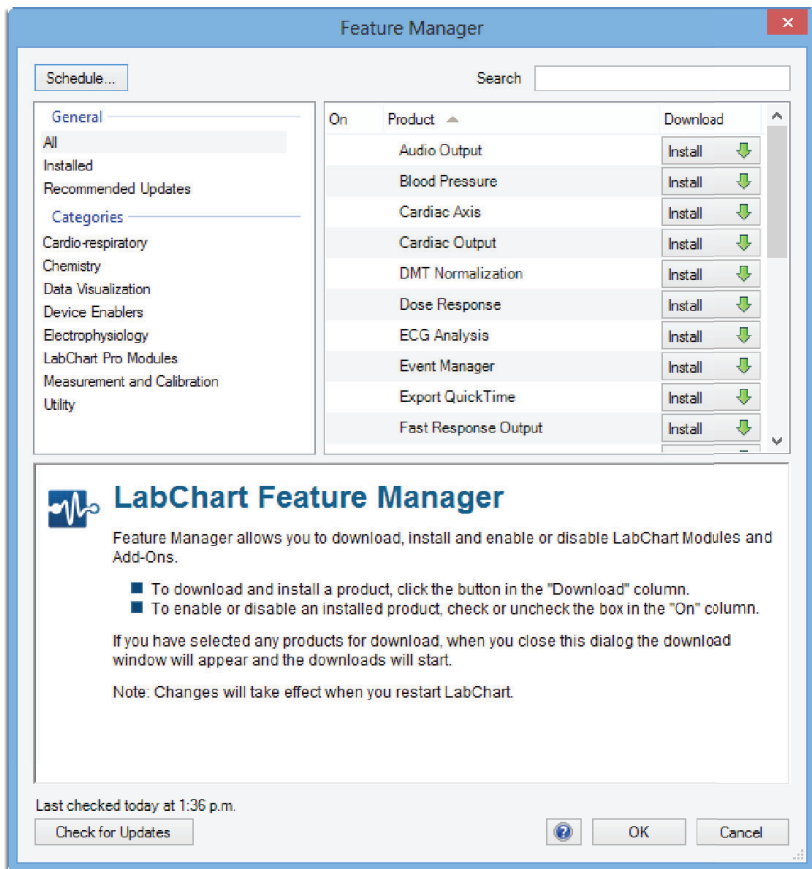 Feature Manager
Schedule...
Search
General
All
Installed
Recommended Updates
Categories
Cardio-respiratory
Chemistry
Data Visualization
Device Enablers
Electrophysiology
LabChart Pro Modules
Measurement and Calibration
Utility
On Product Download
Audio Output Install
Blood Pressure Install
Cardiac Axis Install
Cardiac Output Install
DMT Normalization Install
Dose Response Install
ECG Analysis Install
Event Manager Install
Export QuickTime Install
Fast Response Output Install
LabChart Feature Manager
Feature Manager allows you to download, install and enable or disable LabChart Modules and
Add-Ons.
To download and install a product, click the button in the "Download" column.
To enable or disable an installed product, check or uncheck the box in the "On" column.
If you have selected any products for download, when you close this dialog the download
window will appear and the downloads will start.
Note: Changes will take effect when you restart LabChart.
Last checked today at 1:36 p.m.
Check for Updates
? OK Cancel